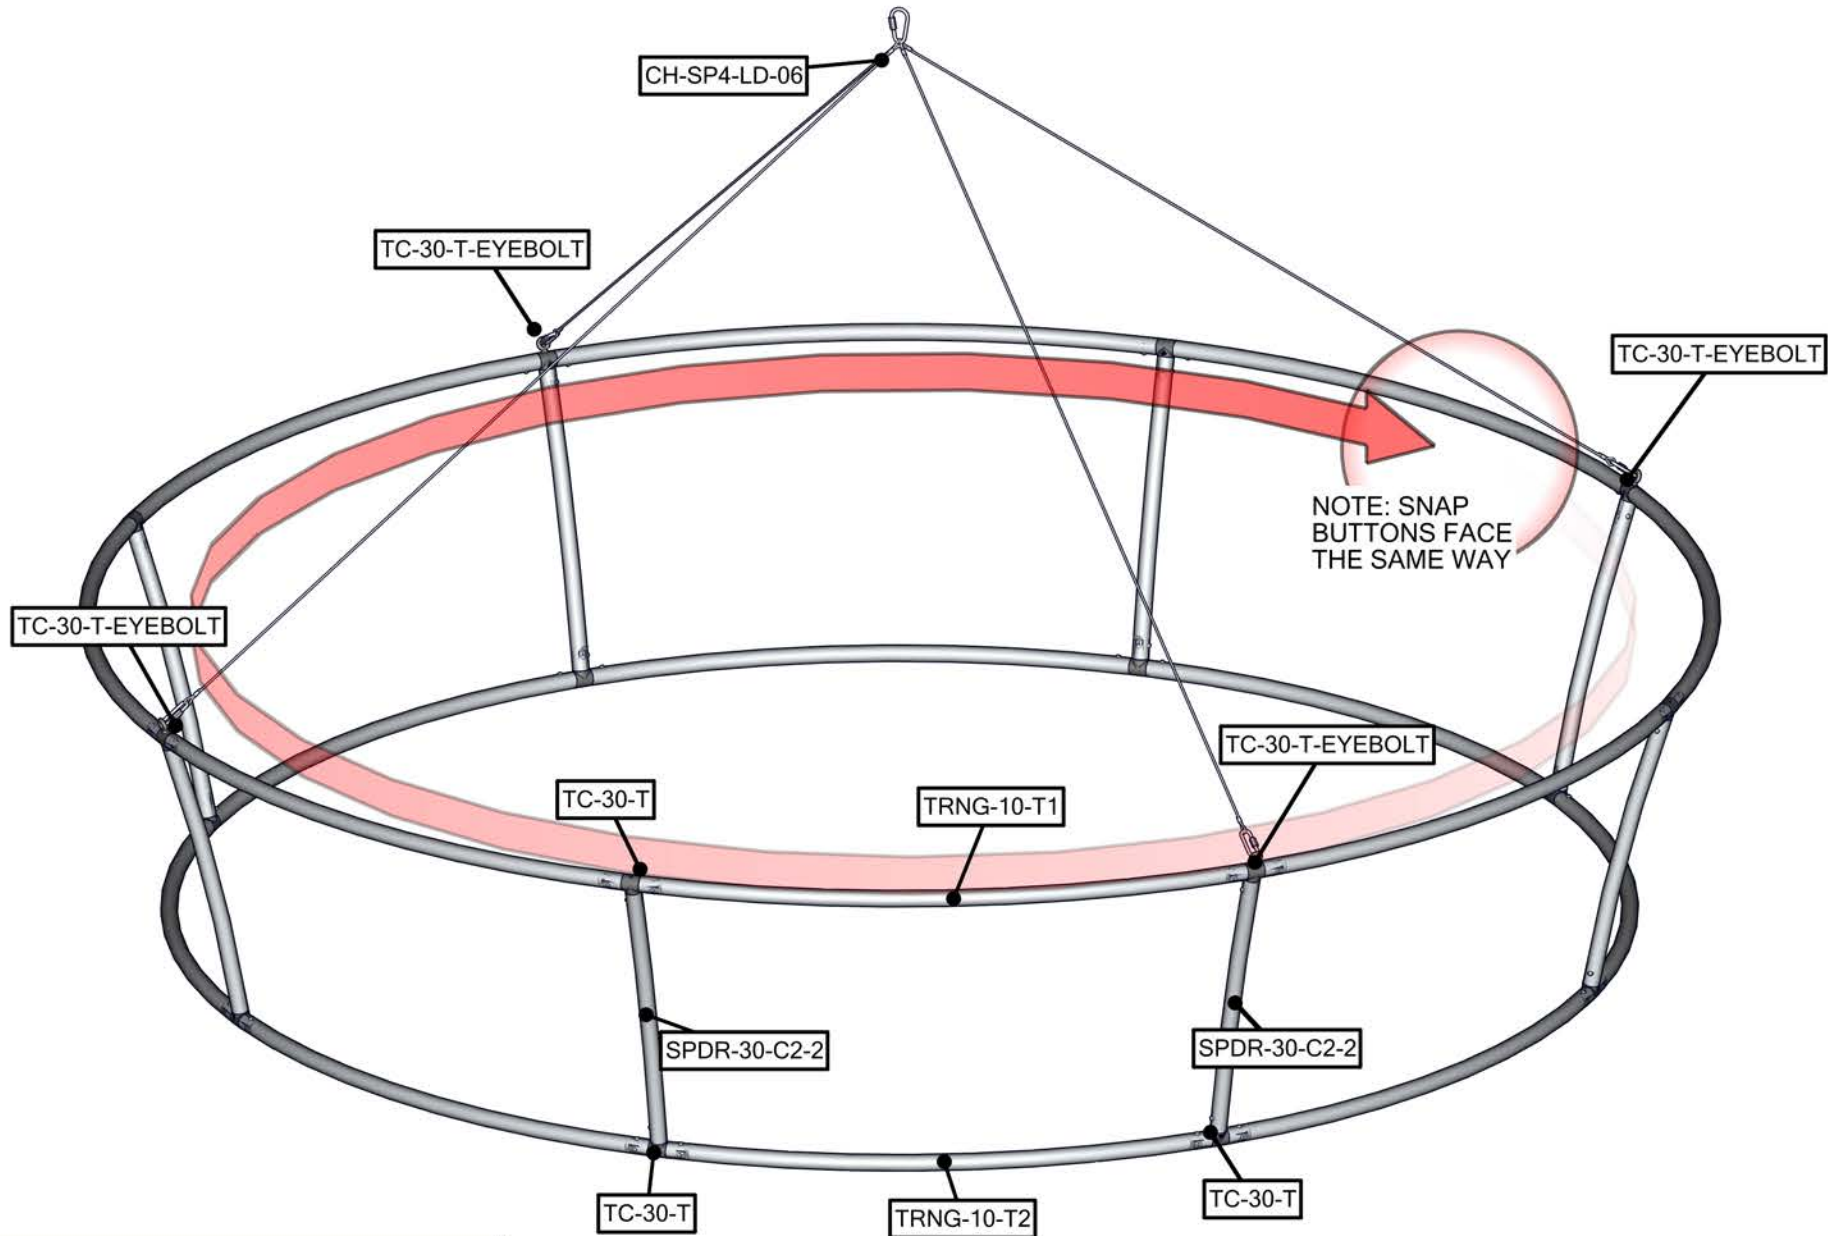 CH-SP4-LD-06
TC-30-T-EYEBOLT
TC-30-T-EYEBOLT
NOTE: SNAP
BUTTONS FACE
THE SAME WAY
TC-30-T-EYEBOLT
TC-30-T-EYEBOLT
TC-30-T
TRNG-10-T1
SPDR-30-C2-2
SPDR-30-C2-2
TC-30-T
TRNG-10-T2
TC-30-T